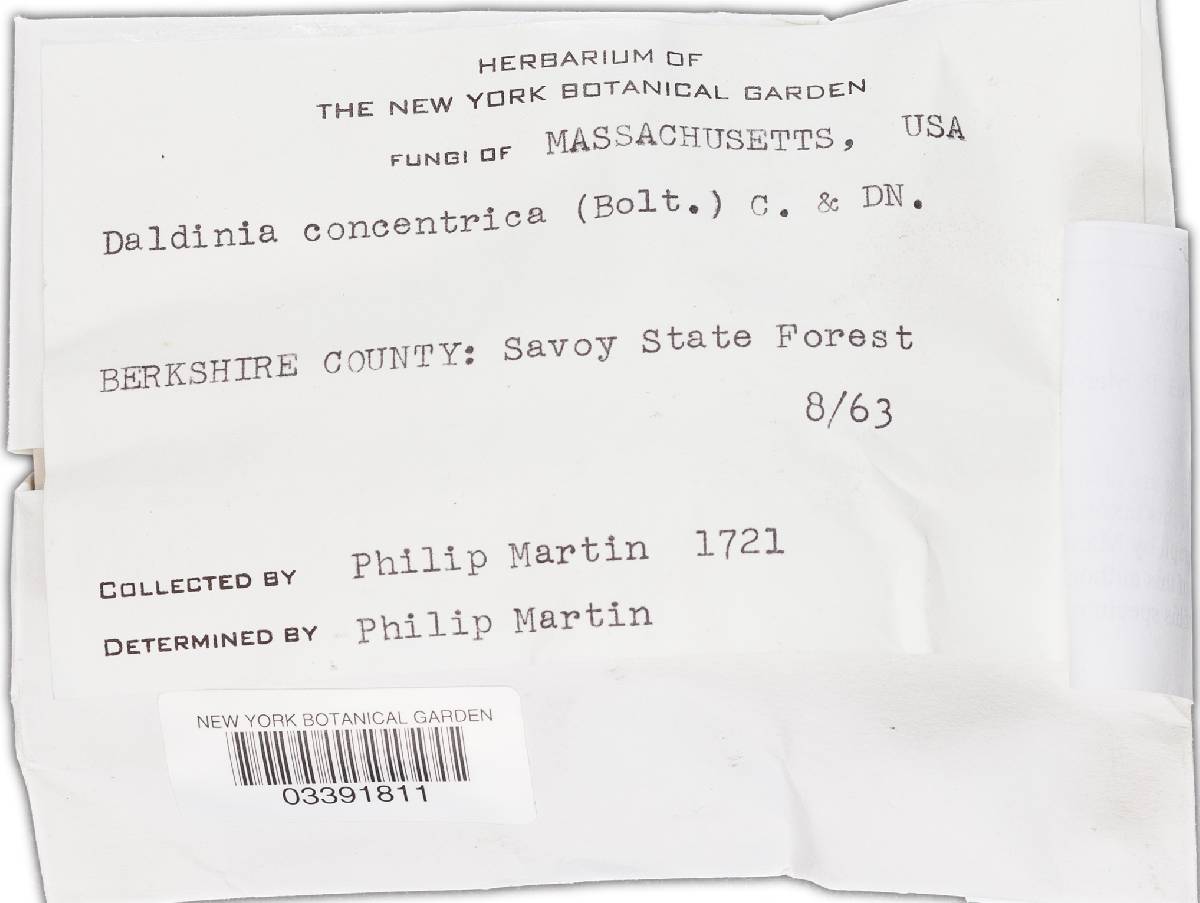 HERBARIUM OF
THE NEW YORK BOTANICAL GARDEN
FUNGI OF MASSACHUSETTS, USA
Daldinia concentrica (Bolt.) C. & DN.
BERKSHIRE COUNTY: Savoy State Forest
8/63
COLLECTED BY Philip Martin 1721
DETERMINED BY Philip Martin
NEW YORK BOTANICAL GARDEN
03391811